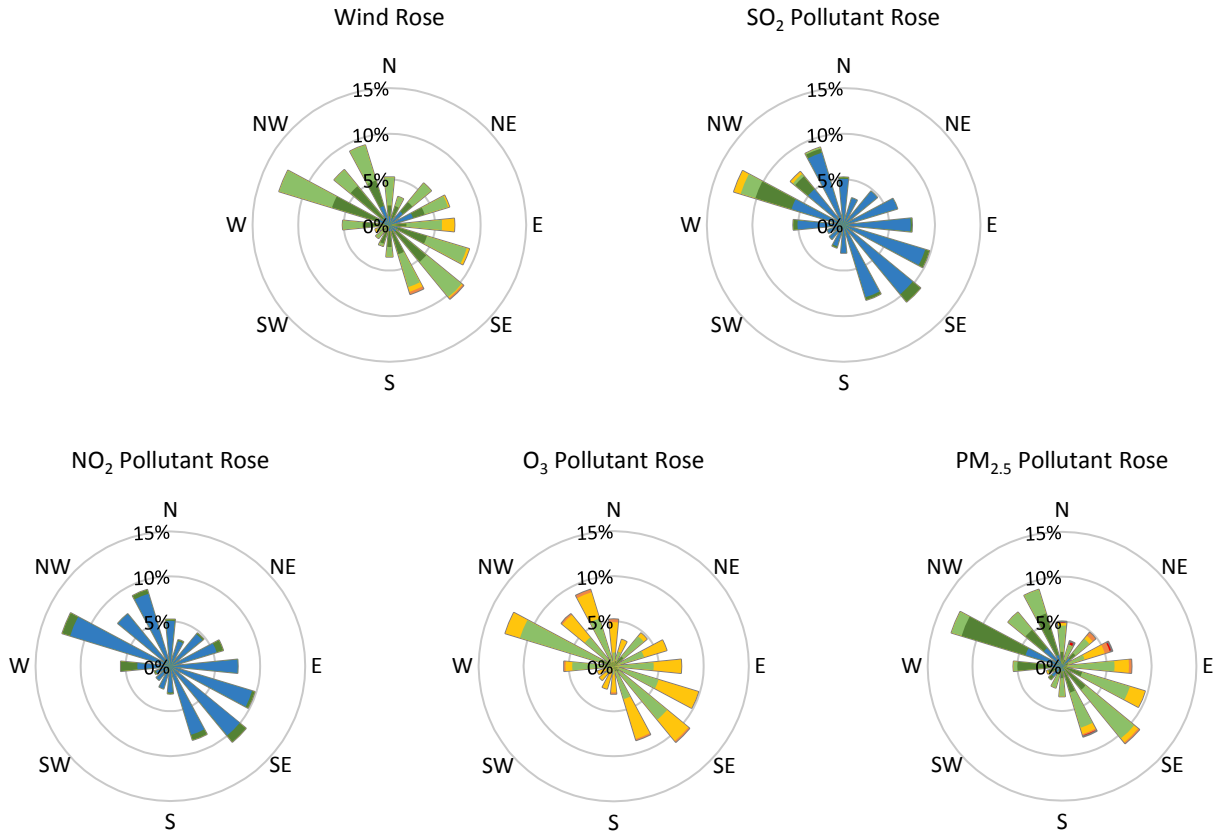 Wind Rose
N
15%
NW
NE
10%
5%
W
0%
E
SW
SE
S
SO₂ Pollutant Rose
N
15%
NW
NE
10%
5%
W
0%
E
SW
SE
S
NO₂ Pollutant Rose
N
15%
NW
NE
10%
5%
W
0%
E
SW
SE
S
O₃ Pollutant Rose
N
15%
NW
NE
10%
5%
W
0%
E
SW
SE
S
PM₂.₅ Pollutant Rose
N
15%
NW
NE
10%
5%
W
0%
E
SW
SE
S